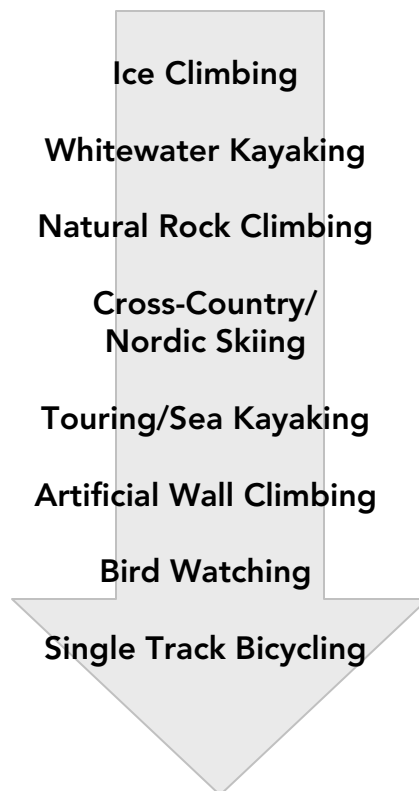 Ice Climbing
Whitewater Kayaking
Natural Rock Climbing
Cross-Country/
Nordic Skiing
Touring/Sea Kayaking
Artificial Wall Climbing
Bird Watching
Single Track Bicycling